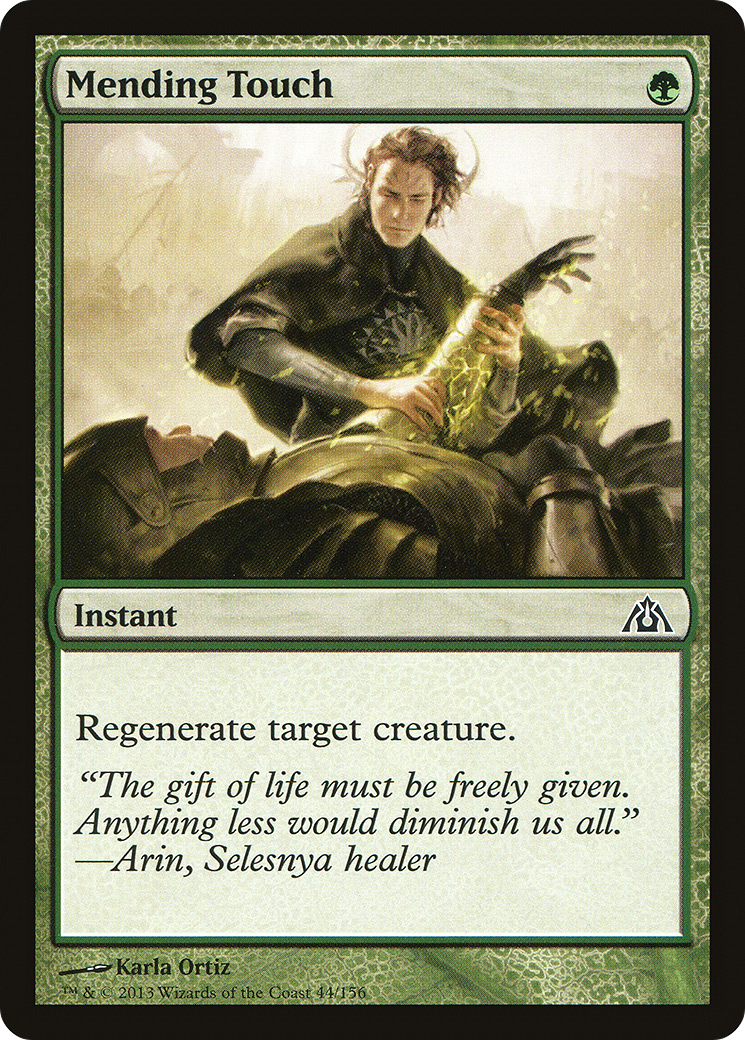 Mending Touch
Instant
Regenerate target creature.
“The gift of life must be freely given.
Anything less would diminish us all.”
—Arin, Selesnya healer
Karla Ortiz
™ & © 2013 Wizards of the Coast 44/156